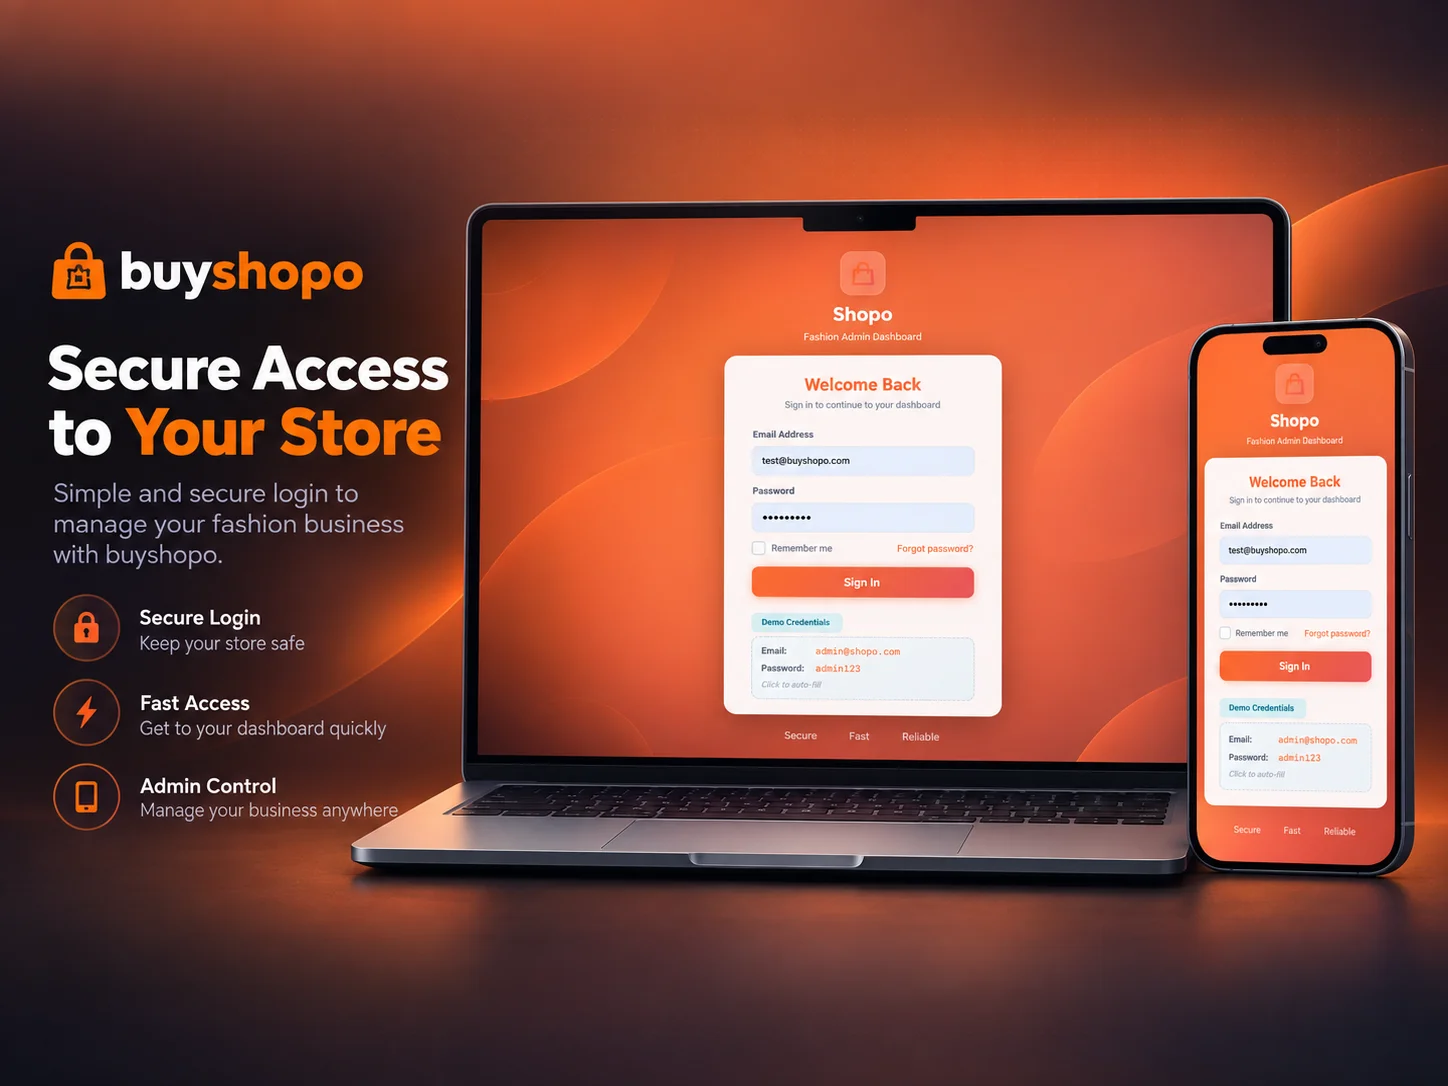 buyshopo
Secure Access
to Your Store
Simple and secure login to
manage your fashion business
with buyshopo.
Secure Login
Keep your store safe
Fast Access
Get to your dashboard quickly
Admin Control
Manage your business anywhere
Shopo
Fashion Admin Dashboard
Welcome Back
Sign in to continue to your dashboard
Email Address
test@buyshopo.com
Password
•••••••••
Remember me Forgot password?
Sign In
Demo Credentials
Email: admin@shopo.com
Password: admin123
Click to auto-fill
Secure Fast Reliable
Shopo
Fashion Admin Dashboard
Welcome Back
Sign in to continue to your dashboard
Email Address
test@buyshopo.com
Password
•••••••••
Remember me Forgot password?
Sign In
Demo Credentials
Email: admin@shopo.com
Password: admin123
Click to auto-fill
Secure Fast Reliable